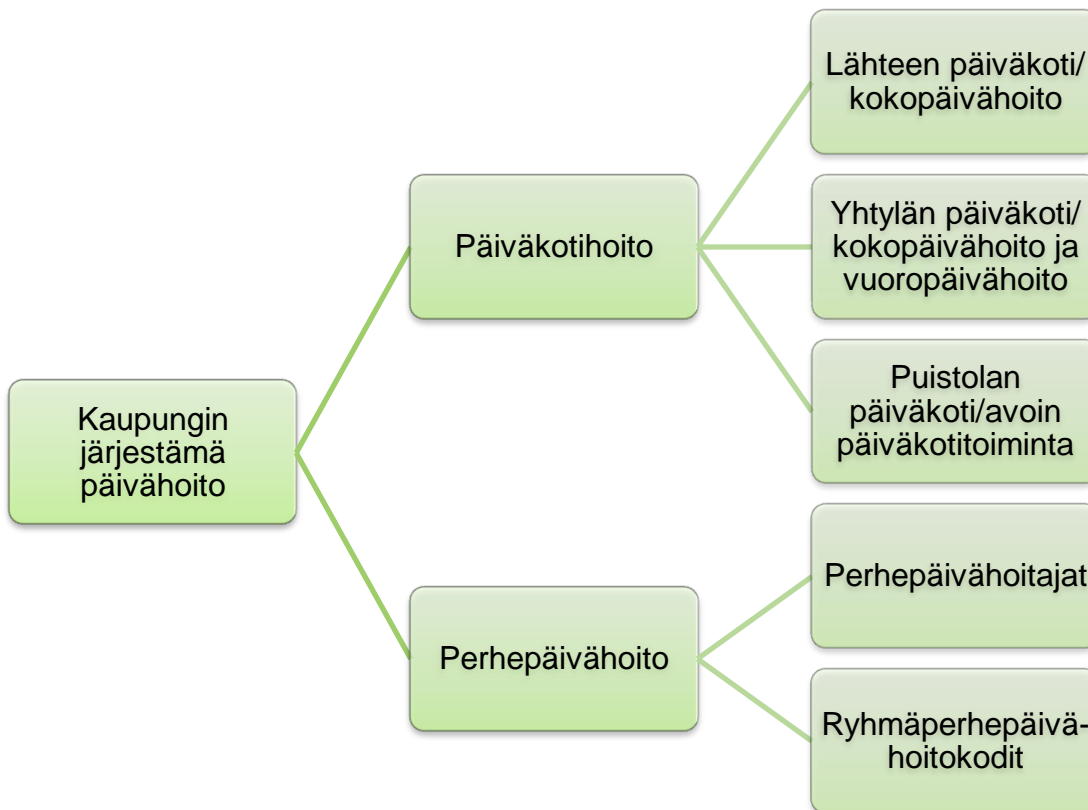 Lähteen päiväkoti/
kokopäivähoito
Yhtylän päiväkoti/
kokopäivähoito ja
vuoropäivähoito
Päiväkotihoito
Puistolan
päiväkoti/avoin
päiväkotitoiminta
Kaupungin
järjestämä
päivähoito
Perhepäivähoitajat
Perhepäivähoito
Ryhmäperhepäivä-
hoitokodit